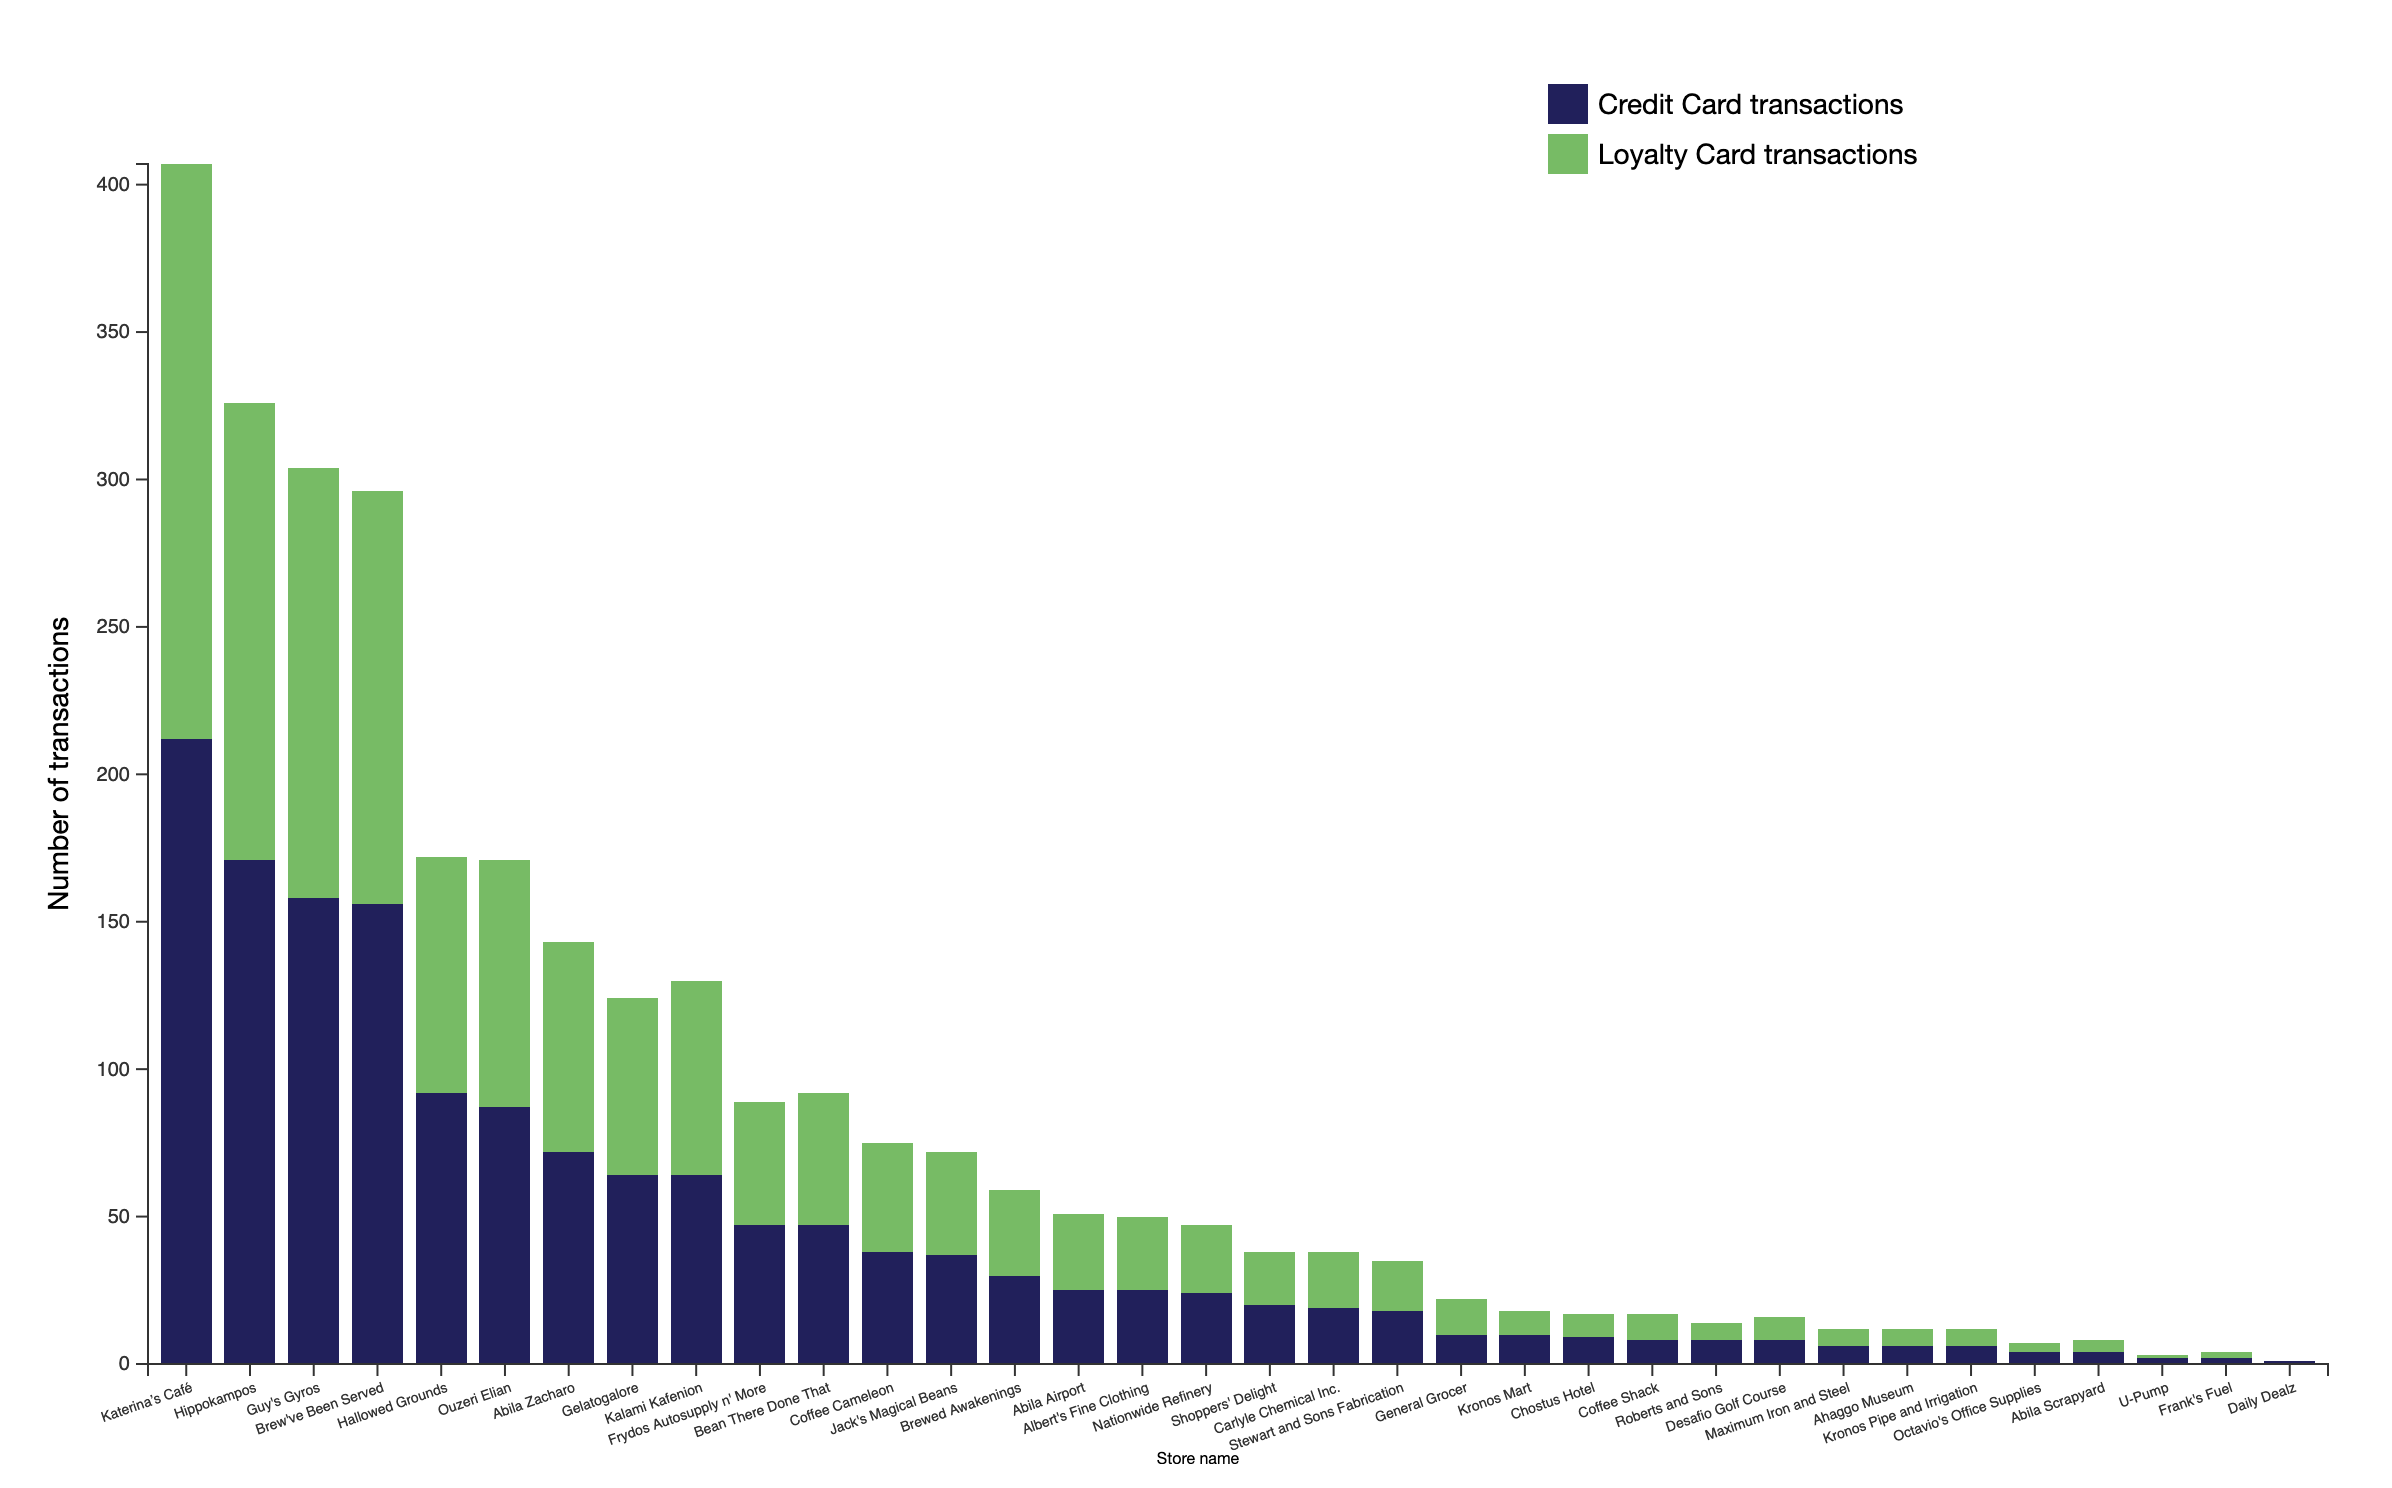 Credit Card transactions
Loyalty Card transactions
400
350
300
250
200
150
100
50
0
Number of transactions
Katerina's Café
Hippokampos
Guy's Gyros
Brew've Been Served
Hallowed Grounds
Ouzeri Elian
Abila Zacharo
Gelatogalore
Kalami Kafenion
Frydos Autosupply n' More
Bean There Done That
Coffee Cameleon
Jack's Magical Beans
Brewed Awakenings
Abila Airport
Albert's Fine Clothing
Nationwide Refinery
Shoppers' Delight
Carlyle Chemical Inc.
Stewart and Sons Fabrication
General Grocer
Kronos Mart
Chostus Hotel
Coffee Shack
Roberts and Sons
Desafio Golf Course
Maximum Iron and Steel
Ahaggo Museum
Kronos Pipe and Irrigation
Octavio's Office Supplies
Abila Scrapyard
U-Pump
Frank's Fuel
Daily Dealz
Store name